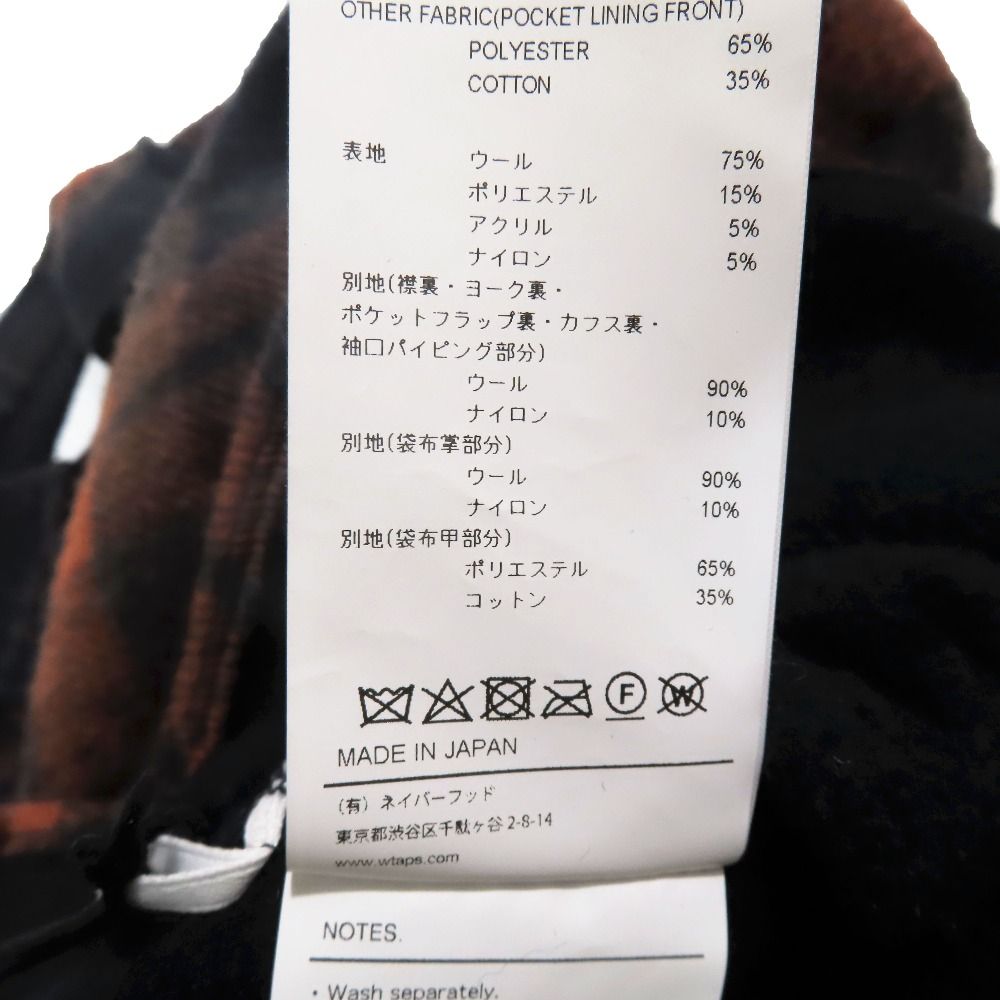 OTHER FABRIC(POCKET LINING FRONT)
POLYESTER 65%
COTTON 35%
表地 ウール 75%
ポリエステル 15%
アクリル 5%
ナイロン 5%
別地(襟裏・ヨーク裏・
ポケットフラップ裏・カフス裏・
袖口パイピング部分)
ウール 90%
ナイロン 10%
別地(袋布掌部分)
ウール 90%
ナイロン 10%
別地(袋布甲部分)
ポリエステル 65%
コットン 35%
F W
MADE IN JAPAN
(有) ネイバーフッド
東京都渋谷区千駄ヶ谷 2-8-14
www.wtaps.com
NOTES.
・Wash separately.